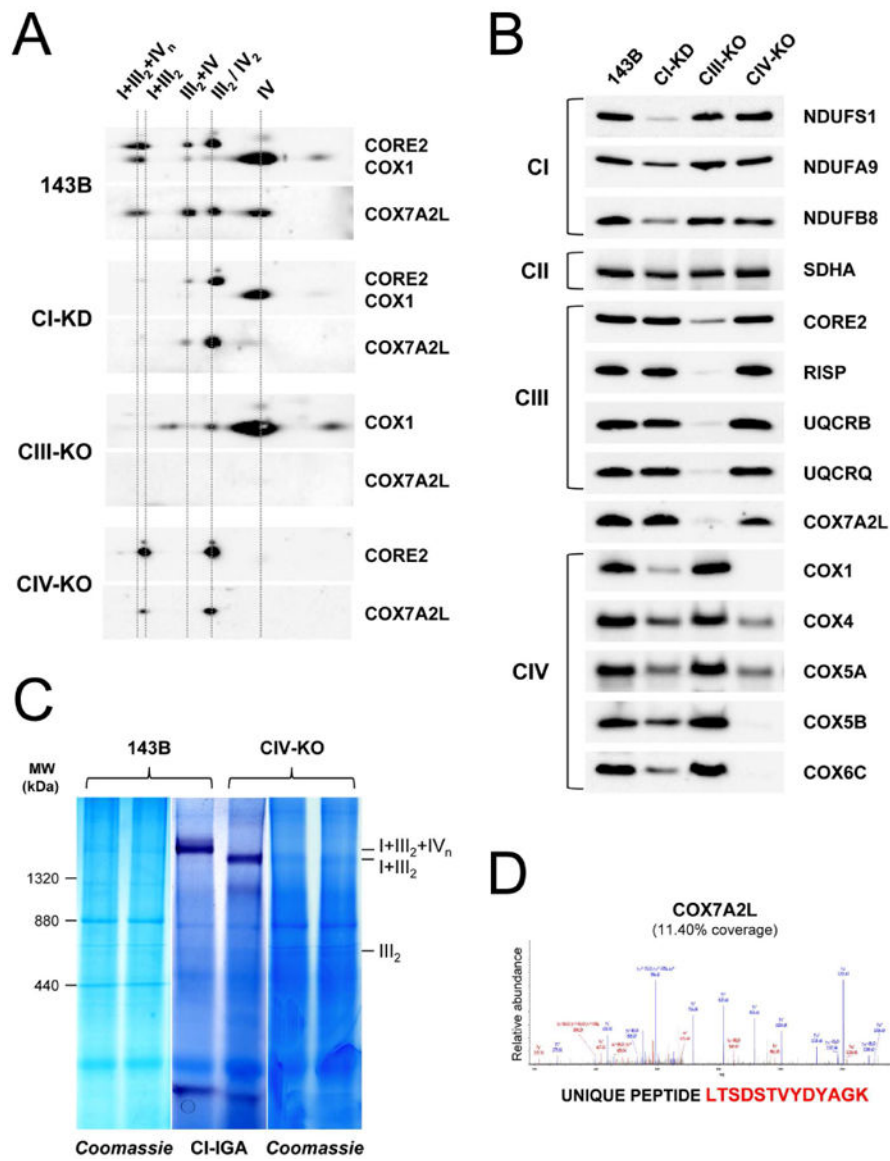 A
I+III2+IVn
I+III2
III2+IV
III2 / IV2
IV
143B
CORE2
COX1
COX7A2L
CI-KD
CORE2
COX1
COX7A2L
CIII-KO
COX1
COX7A2L
CIV-KO
CORE2
COX7A2L
B
143B
CI-KD
CIII-KO
CIV-KO
CI
NDUFS1
NDUFA9
NDUFB8
CII
SDHA
CIII
CORE2
RISP
UQCRB
UQCRQ
COX7A2L
CIV
COX1
COX4
COX5A
COX5B
COX6C
C
143B
CIV-KO
MW
(kDa)
1320
880
440
I+III2+IVn
I+III2
III2
Coomassie
CI-IGA
Coomassie
D
COX7A2L
(11.40% coverage)
Relative abundance
UNIQUE PEPTIDE LTSDSTVYDYAGK